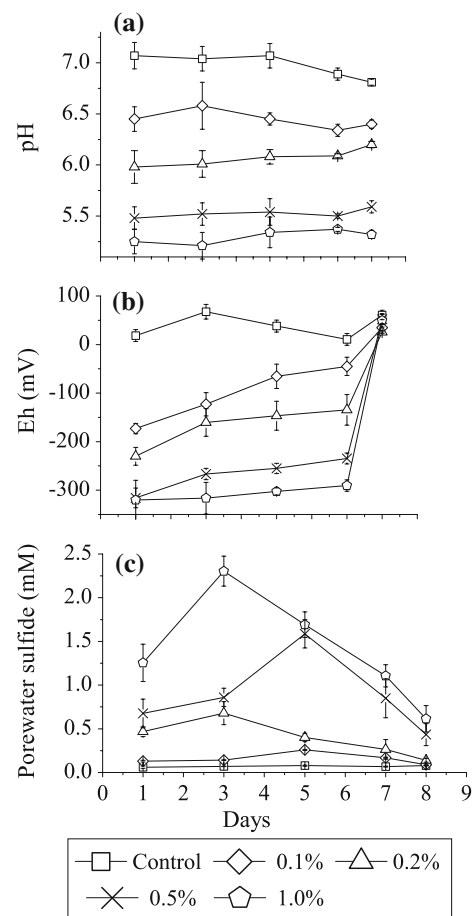 (a)
7.0
6.5
6.0
5.5
pH
(b)
100
0
-100
-200
-300
Eh (mV)
(c)
2.5
2.0
1.5
1.0
0.5
0.0
Porewater sulfide (mM)
0 1 2 3 4 5 6 7 8 9
Days
Control 0.1% 0.2%
0.5% 1.0%